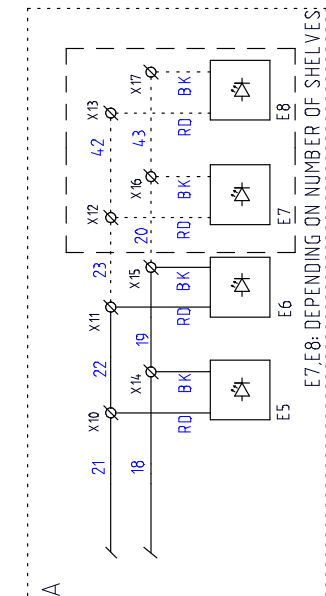 X17
X13
BK
RD
E8
42
43
X16
X12
BK
RD
E7
20
23
X15
X11
BK
RD
E6
19
22
X14
X10
BK
RD
E5
21
18
A
E7,E8: DEPENDING ON NUMBER OF SHELVES